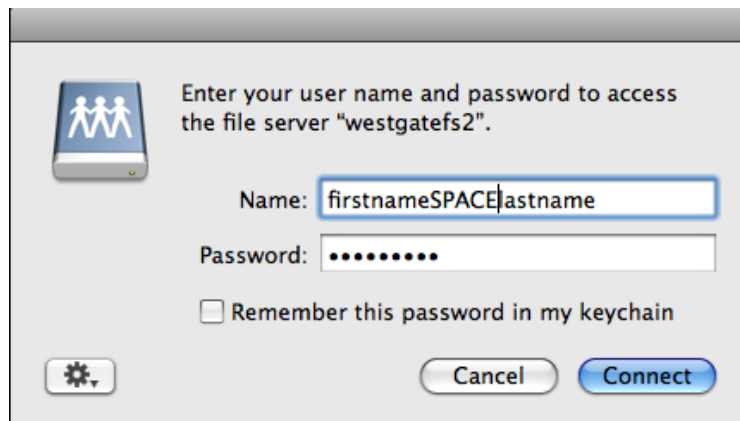 Enter your user name and password to access
the file server “westgatefs2”.
Name: firstnameSPACElastname
Password: •••••••••
Remember this password in my keychain
Cancel Connect